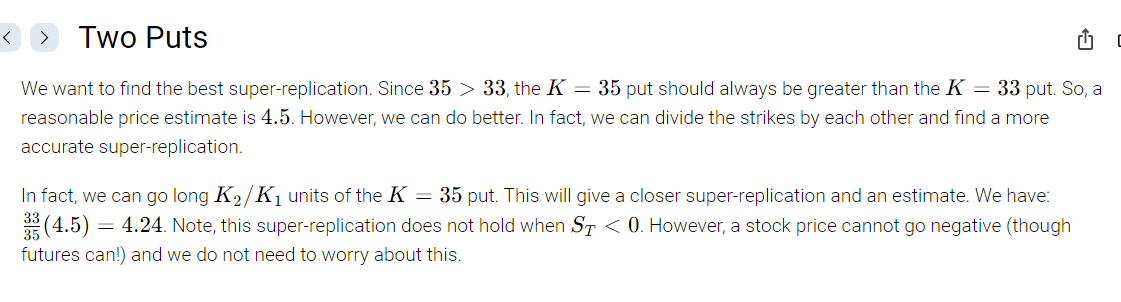 Two Puts
We want to find the best super-replication. Since 35 > 33, the K = 35 put should always be greater than the K = 33 put. So, a
reasonable price estimate is 4.5. However, we can do better. In fact, we can divide the strikes by each other and find a more
accurate super-replication.
In fact, we can go long K₂/K₁ units of the K = 35 put. This will give a closer super-replication and an estimate. We have:
33/35(4.5) = 4.24. Note, this super-replication does not hold when S_T < 0. However, a stock price cannot go negative (though
futures can!) and we do not need to worry about this.